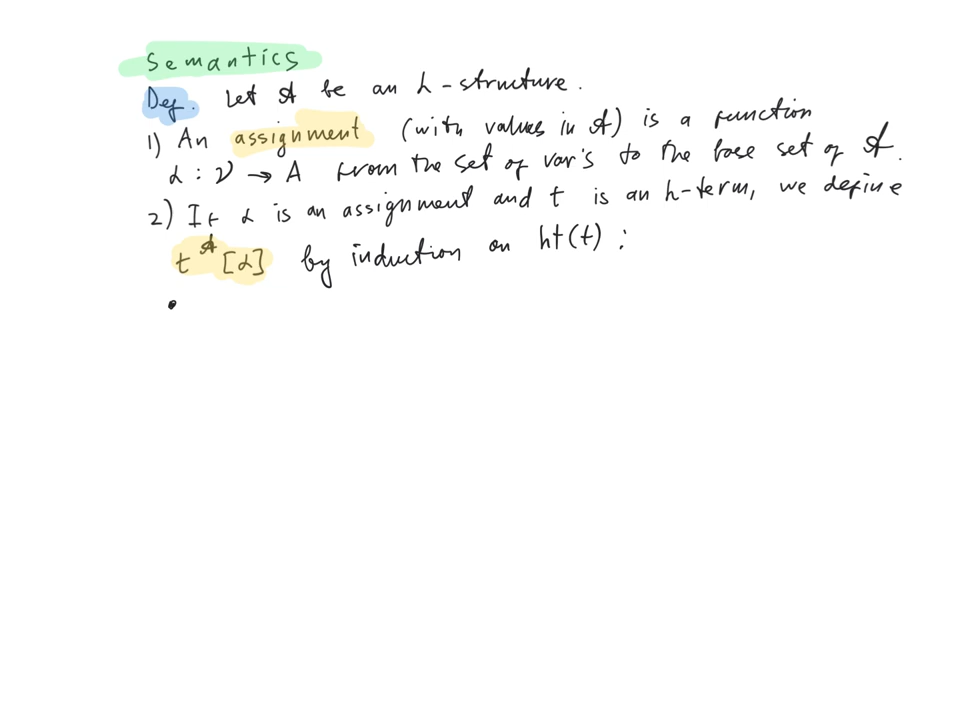 Semantics
Def. Let 𝒜 be an L-structure.
1) An assignment (with values in 𝒜) is a function
α : 𝒱 → A from the set of var's to the base set of 𝒜.
2) If α is an assignment and t is an L-term, we define
t^𝒜 [α] by induction on ht(t) :
•